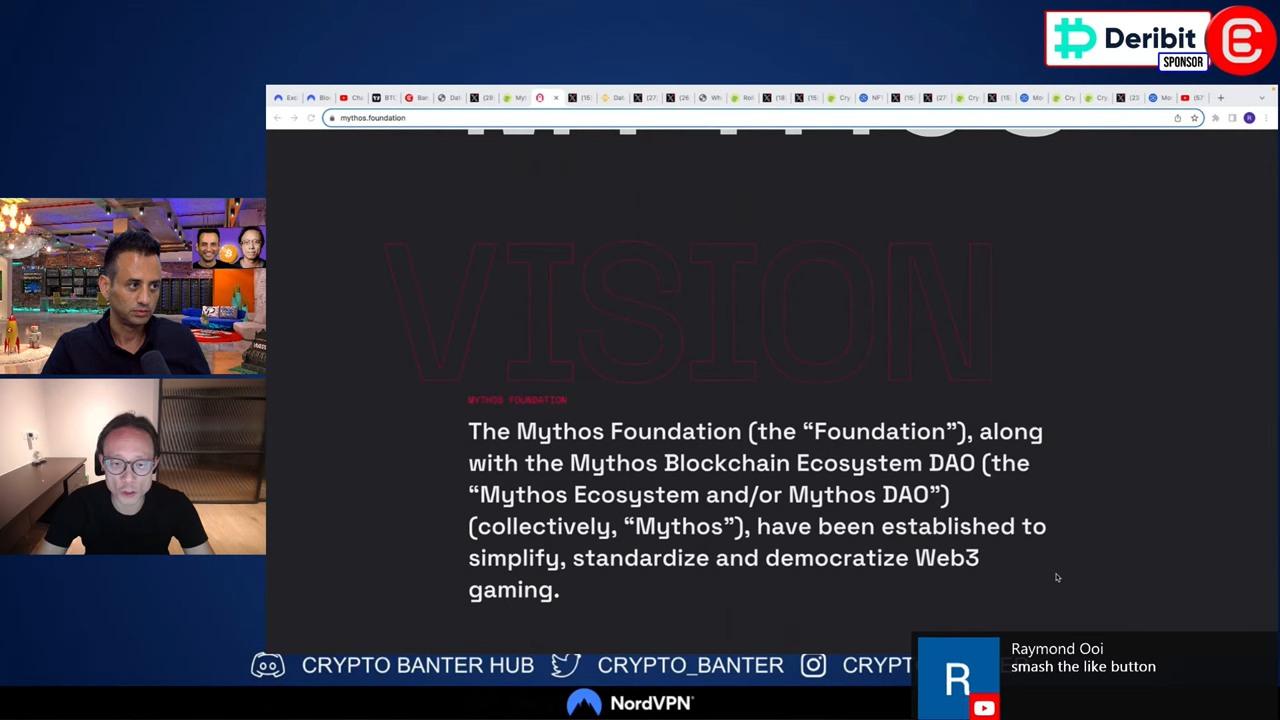 Deribit
SPONSOR
mythos.foundation
VISION
MYTHOS FOUNDATION
The Mythos Foundation (the “Foundation”), along
with the Mythos Blockchain Ecosystem DAO (the
“Mythos Ecosystem and/or Mythos DAO”)
(collectively, “Mythos”), have been established to
simplify, standardize and democratize Web3
gaming.
Raymond Ooi
smash the like button
R
CRYPTO BANTER HUB
CRYPTO_BANTER
NordVPN